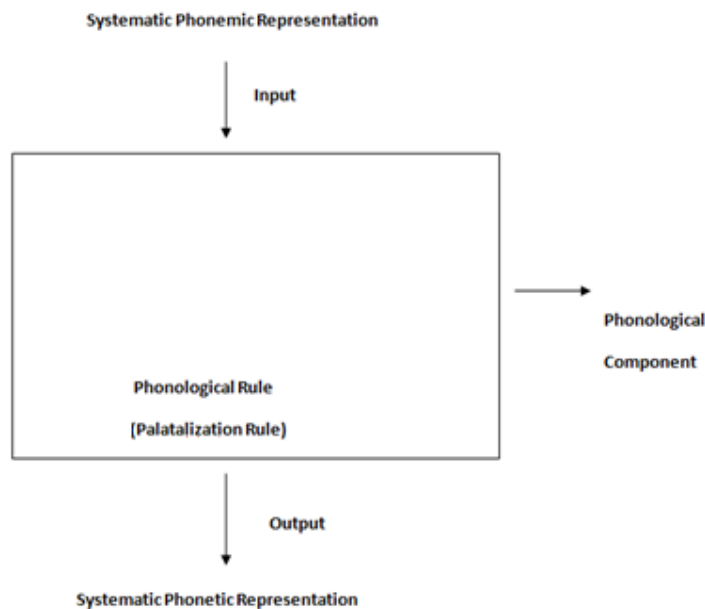 Systematic Phonemic Representation
Input
Phonological
Component
Phonological Rule
[Palatalization Rule)
Output
Systematic Phonetic Representation